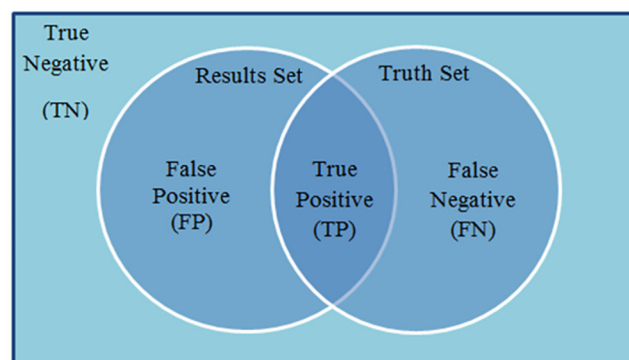 True
Negative
(TN)
Results Set
Truth Set
False
Positive
(FP)
True
Positive
(TP)
False
Negative
(FN)